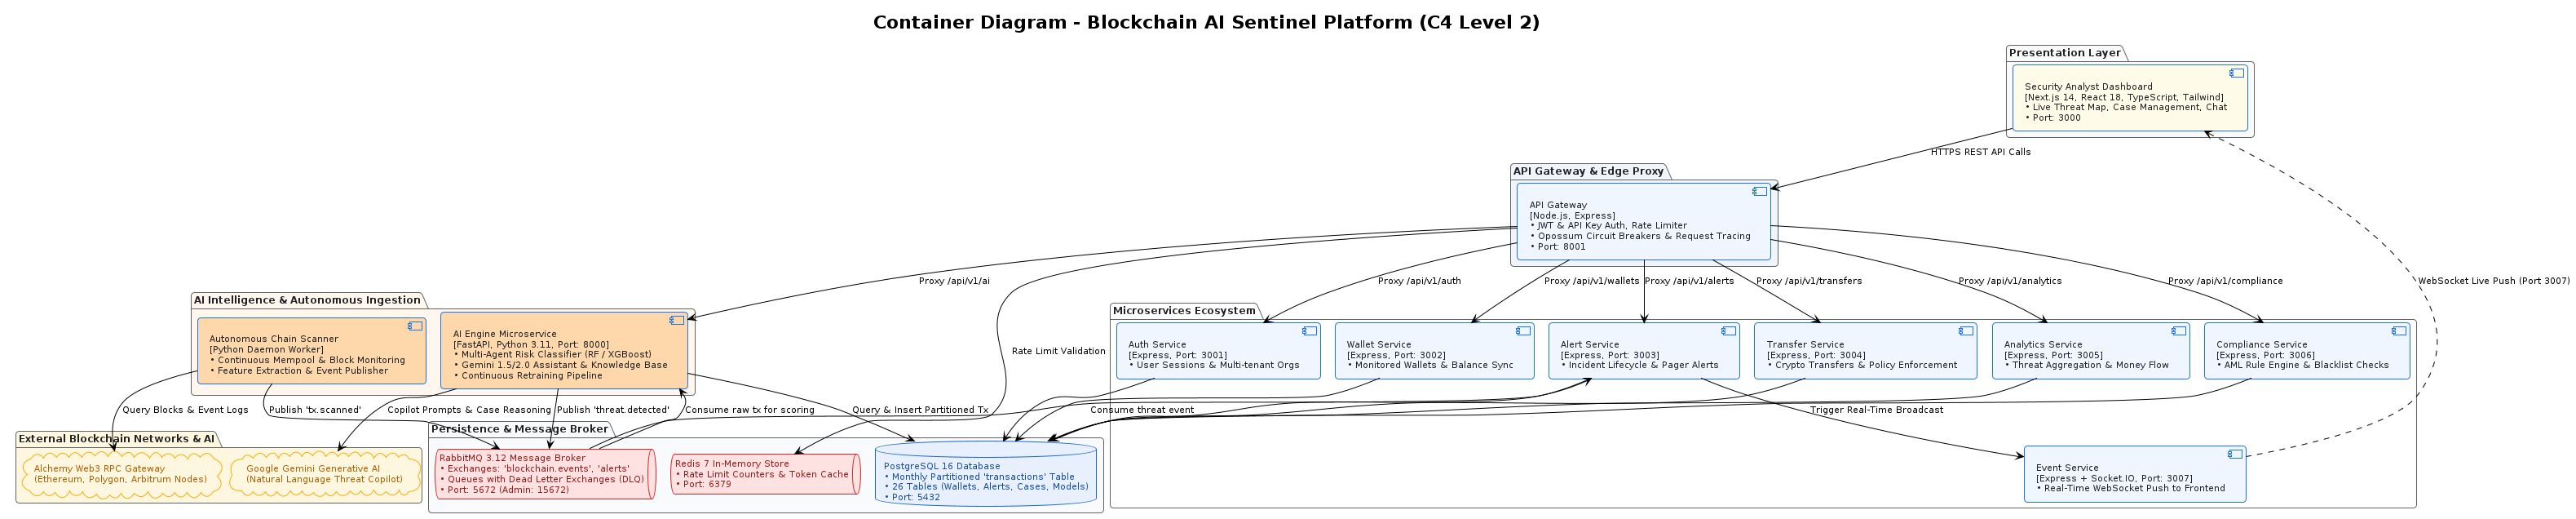 Container Diagram - Blockchain AI Sentinel Platform (C4 Level 2)
Presentation Layer
Security Analyst Dashboard
[Next.js 14, React 18, TypeScript, Tailwind]
• Live Threat Map, Case Management, Chat
• Port: 3000
HTTPS REST API Calls
API Gateway & Edge Proxy
API Gateway
[Node.js, Express]
• JWT & API Key Auth, Rate Limiter
• Opossum Circuit Breakers & Request Tracing
• Port: 8001
Proxy /api/v1/ai
Proxy /api/v1/auth
Proxy /api/v1/wallets
Proxy /api/v1/alerts
Proxy /api/v1/transfers
Proxy /api/v1/analytics
Proxy /api/v1/compliance
WebSocket Live Push (Port 3007)
AI Intelligence & Autonomous Ingestion
Autonomous Chain Scanner
[Python Daemon Worker]
• Continuous Mempool & Block Monitoring
• Feature Extraction & Event Publisher
AI Engine Microservice
[FastAPI, Python 3.11, Port: 8000]
• Multi-Agent Risk Classifier (RF / XGBoost)
• Gemini 1.5/2.0 Assistant & Knowledge Base
• Continuous Retraining Pipeline
Rate Limit Validation
Microservices Ecosystem
Auth Service
[Express, Port: 3001]
• User Sessions & Multi-tenant Orgs
Wallet Service
[Express, Port: 3002]
• Monitored Wallets & Balance Sync
Alert Service
[Express, Port: 3003]
• Incident Lifecycle & Pager Alerts
Transfer Service
[Express, Port: 3004]
• Crypto Transfers & Policy Enforcement
Analytics Service
[Express, Port: 3005]
• Threat Aggregation & Money Flow
Compliance Service
[Express, Port: 3006]
• AML Rule Engine & Blacklist Checks
Query Blocks & Event Logs
Publish 'tx.scanned'
Copilot Prompts & Case Reasoning
Publish 'threat.detected'
Consume raw tx for scoring
Query & Insert Partitioned Tx
Consume threat event
Trigger Real-Time Broadcast
External Blockchain Networks & AI
Alchemy Web3 RPC Gateway
(Ethereum, Polygon, Arbitrum Nodes)
Google Gemini Generative AI
(Natural Language Threat Copilot)
Persistence & Message Broker
RabbitMQ 3.12 Message Broker
• Exchanges: 'blockchain.events', 'alerts'
• Queues with Dead Letter Exchanges (DLQ)
• Port: 5672 (Admin: 15672)
Redis 7 In-Memory Store
• Rate Limit Counters & Token Cache
• Port: 6379
PostgreSQL 16 Database
• Monthly Partitioned 'transactions' Table
• 26 Tables (Wallets, Alerts, Cases, Models)
• Port: 5432
Event Service
[Express + Socket.IO, Port: 3007]
• Real-Time WebSocket Push to Frontend